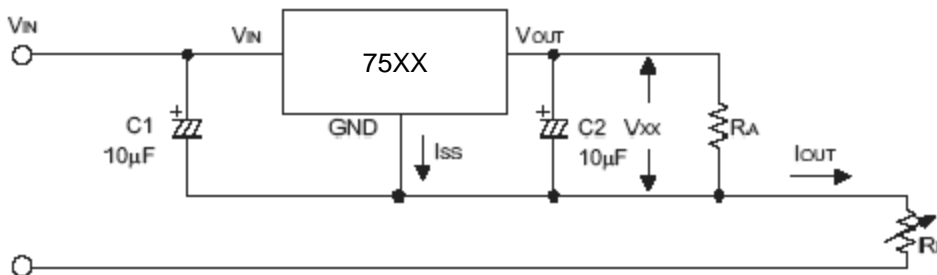 VIN
VIN
75XX
VOUT
C1
10μF
GND
ISS
C2
10μF
VXX
RA
IOUT